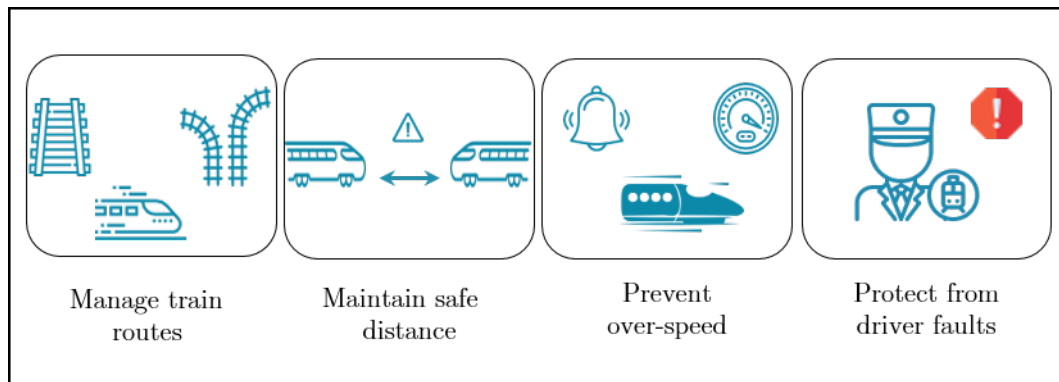 Manage train
routes
Maintain safe
distance
Prevent
over-speed
Protect from
driver faults